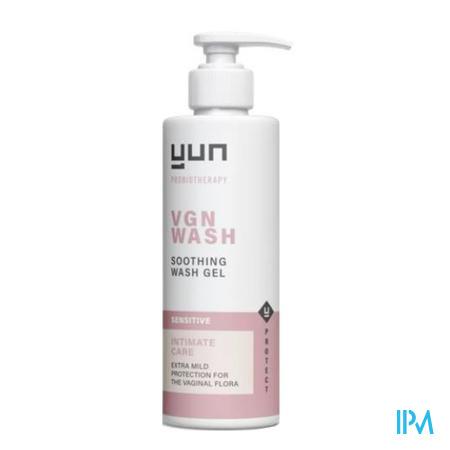 yun
PROBIOTHERAPY
VGN
WASH
SOOTHING
WASH GEL
SENSITIVE
INTIMATE
CARE
EXTRA MILD
PROTECTION FOR
THE VAGINAL FLORA
PROTECT
IPM